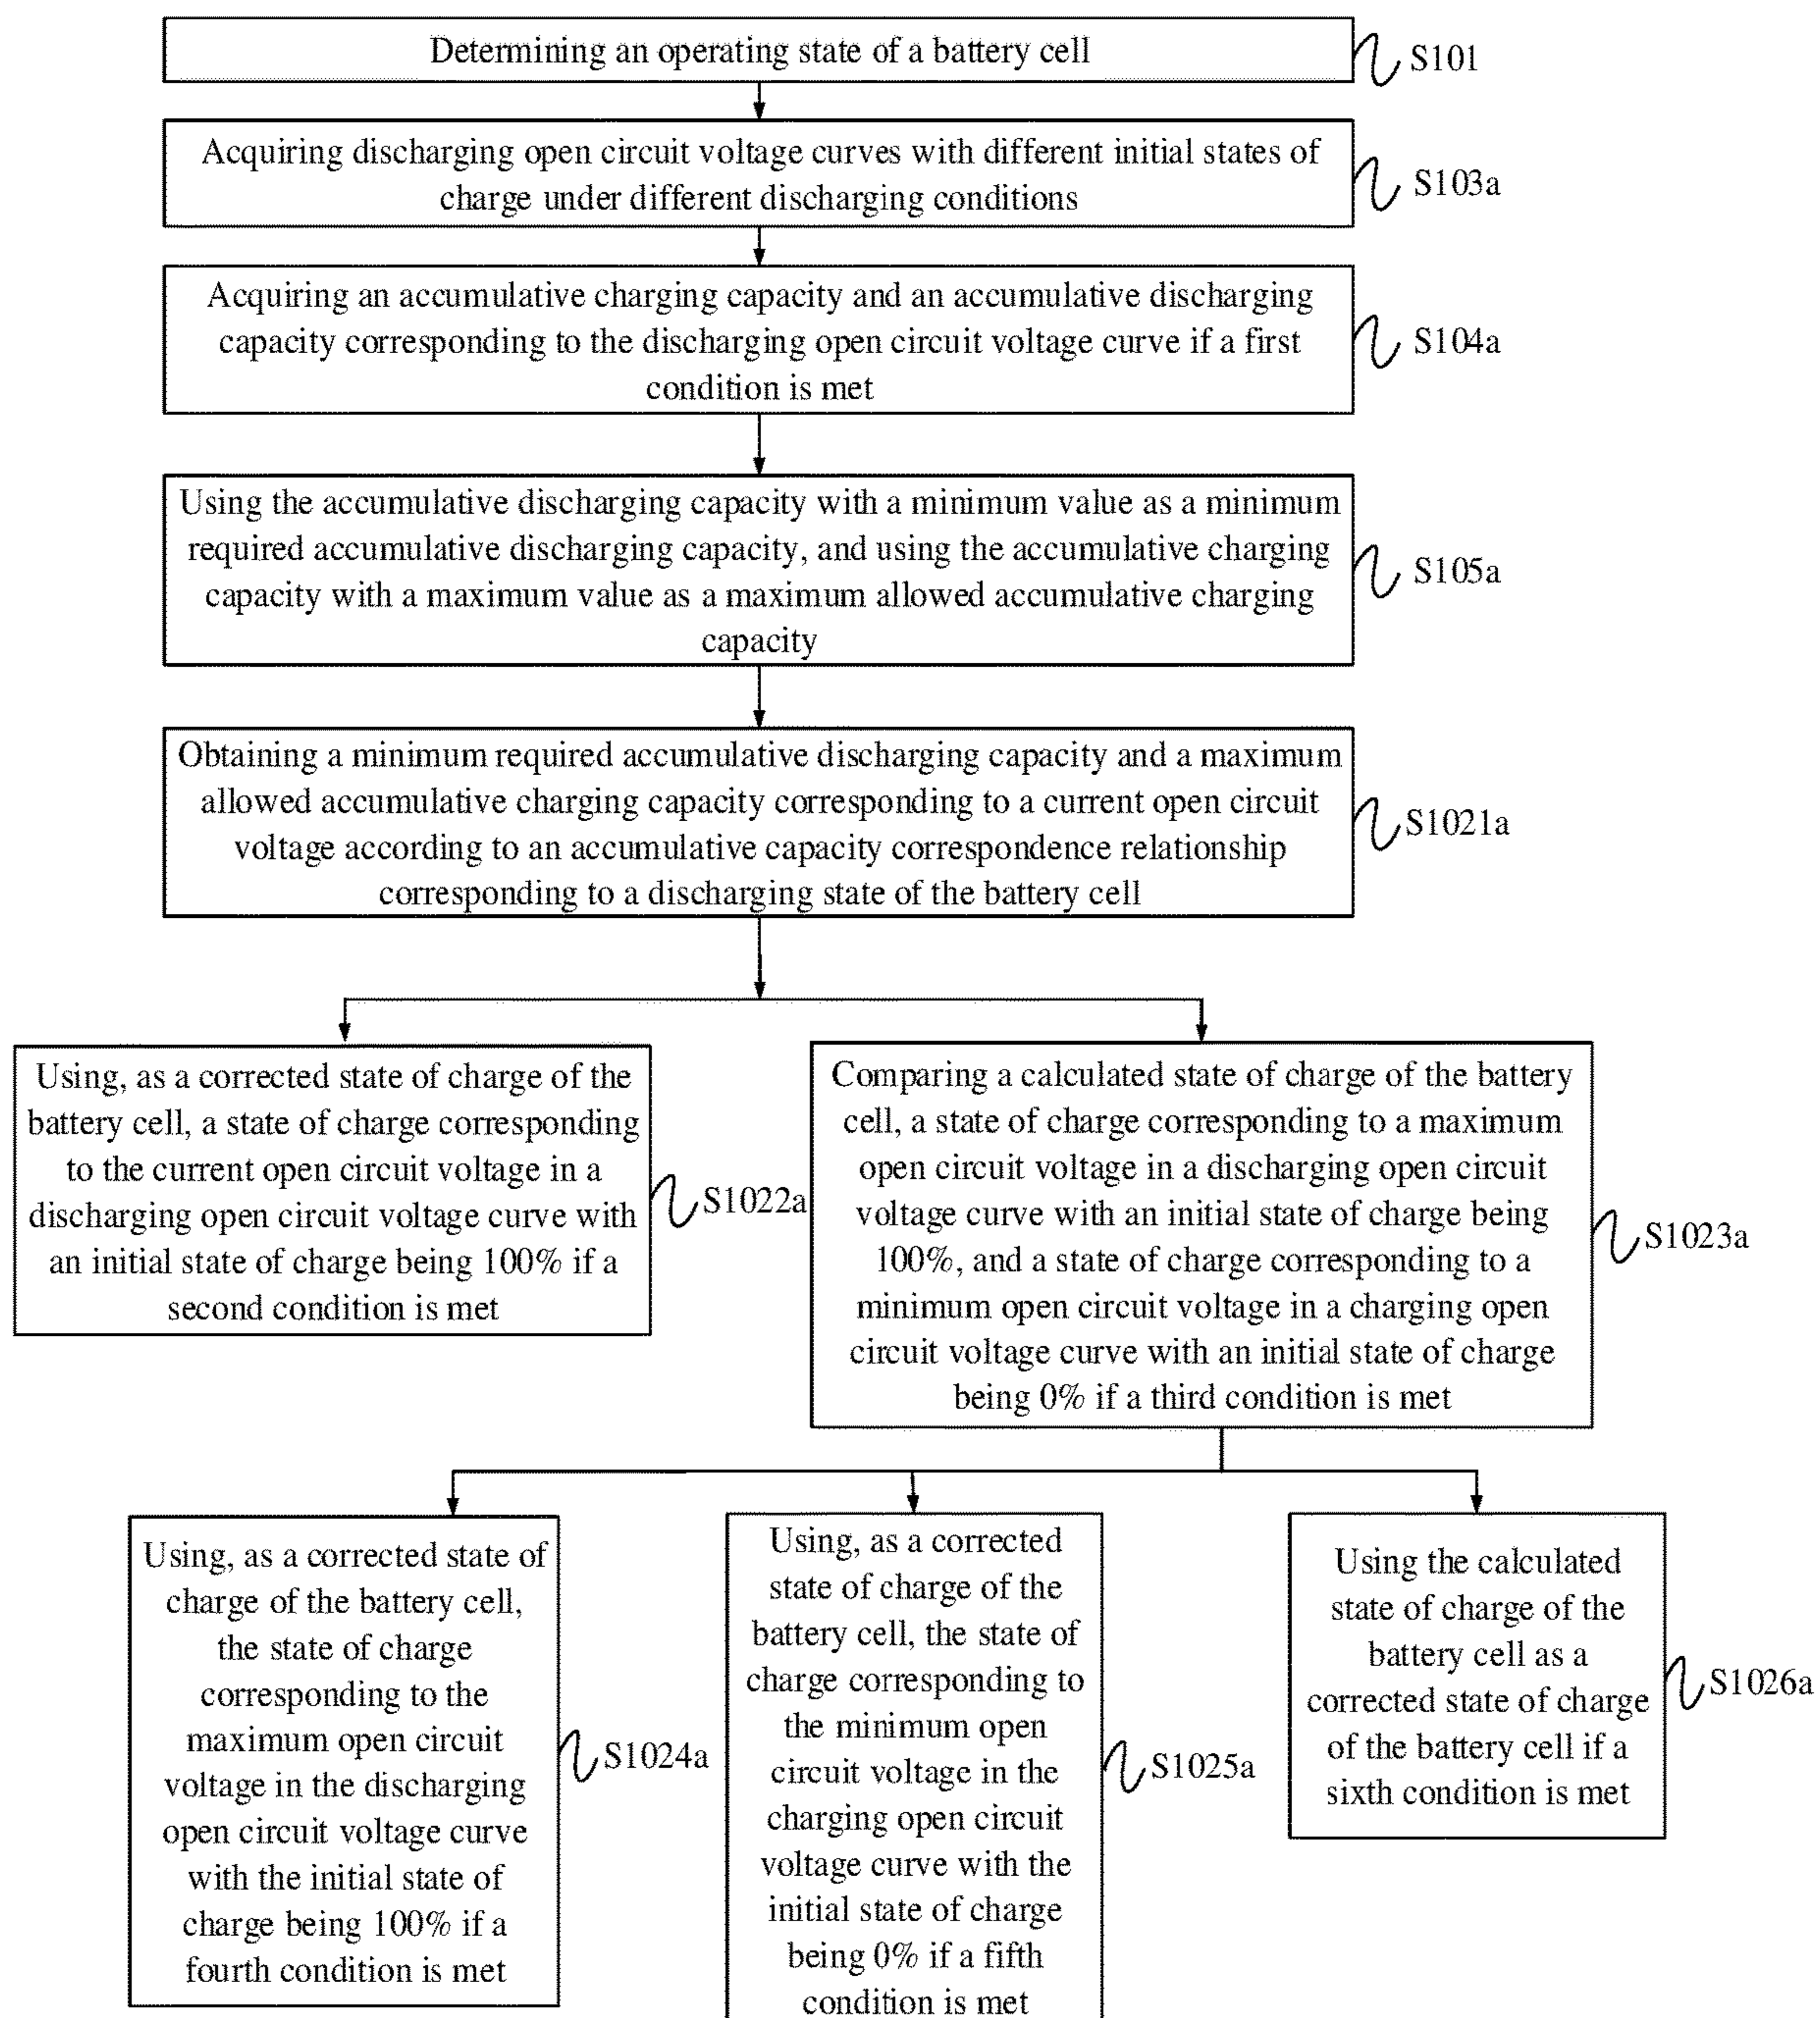 Determining an operating state of a battery cell
S101
Acquiring discharging open circuit voltage curves with different initial states of
charge under different discharging conditions
S103a
Acquiring an accumulative charging capacity and an accumulative discharging
capacity corresponding to the discharging open circuit voltage curve if a first
condition is met
S104a
Using the accumulative discharging capacity with a minimum value as a minimum
required accumulative discharging capacity, and using the accumulative charging
capacity with a maximum value as a maximum allowed accumulative charging
capacity
S105a
Obtaining a minimum required accumulative discharging capacity and a maximum
allowed accumulative charging capacity corresponding to a current open circuit
voltage according to an accumulative capacity correspondence relationship
corresponding to a discharging state of the battery cell
S1021a
Using, as a corrected state of charge of the
battery cell, a state of charge corresponding
to the current open circuit voltage in a
discharging open circuit voltage curve with
an initial state of charge being 100% if a
second condition is met
S1022a
Comparing a calculated state of charge of the battery
cell, a state of charge corresponding to a maximum
open circuit voltage in a discharging open circuit
voltage curve with an initial state of charge being
100%, and a state of charge corresponding to a
minimum open circuit voltage in a charging open
circuit voltage curve with an initial state of charge
being 0% if a third condition is met
S1023a
Using, as a corrected state of
charge of the battery cell,
the state of charge
corresponding to the
maximum open circuit
voltage in the discharging
open circuit voltage curve
with the initial state of
charge being 100% if a
fourth condition is met
S1024a
Using, as a corrected
state of charge of the
battery cell, the state of
charge corresponding to
the minimum open
circuit voltage in the
charging open circuit
voltage curve with the
initial state of charge
being 0% if a fifth
condition is met
S1025a
Using the calculated
state of charge of the
battery cell as a
corrected state of charge
of the battery cell if a
sixth condition is met
S1026a